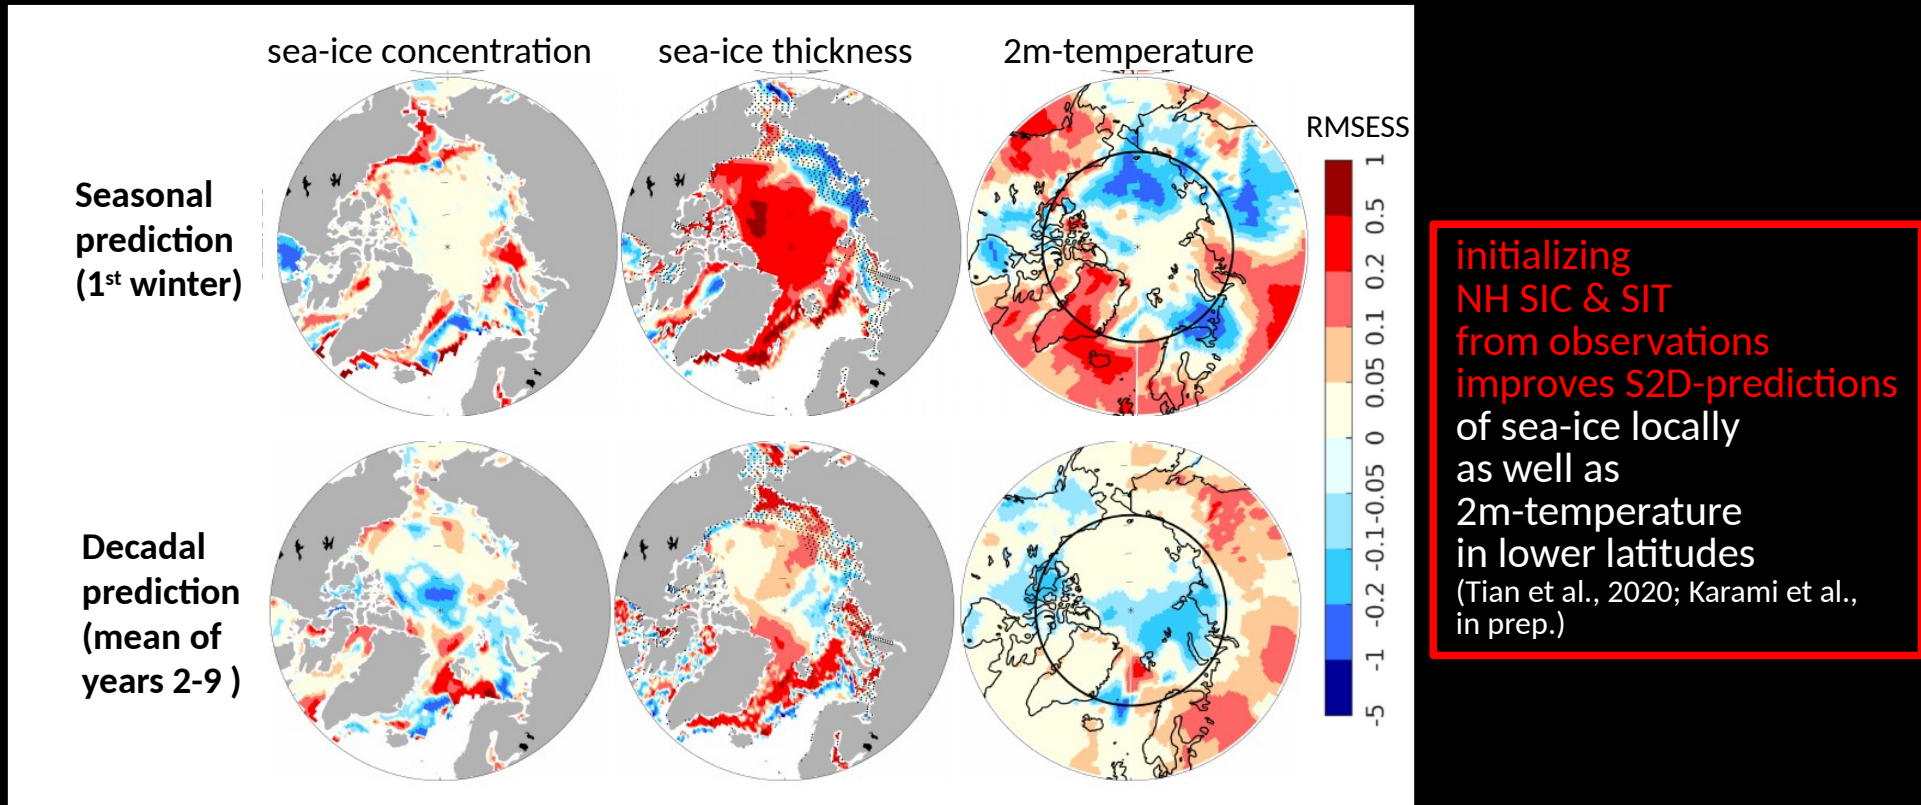 sea-ice concentration
sea-ice thickness
2m-temperature
RMSESS
Seasonal
prediction
(1st winter)
Decadal
prediction
(mean of
years 2-9 )
1
0.5
0.2
0.1
0.05
0
-0.05
-0.1
-0.2
-1
-5
initializing
NH SIC & SIT
from observations
improves S2D-predictions
of sea-ice locally
as well as
2m-temperature
in lower latitudes
(Tian et al., 2020; Karami et al.,
in prep.)